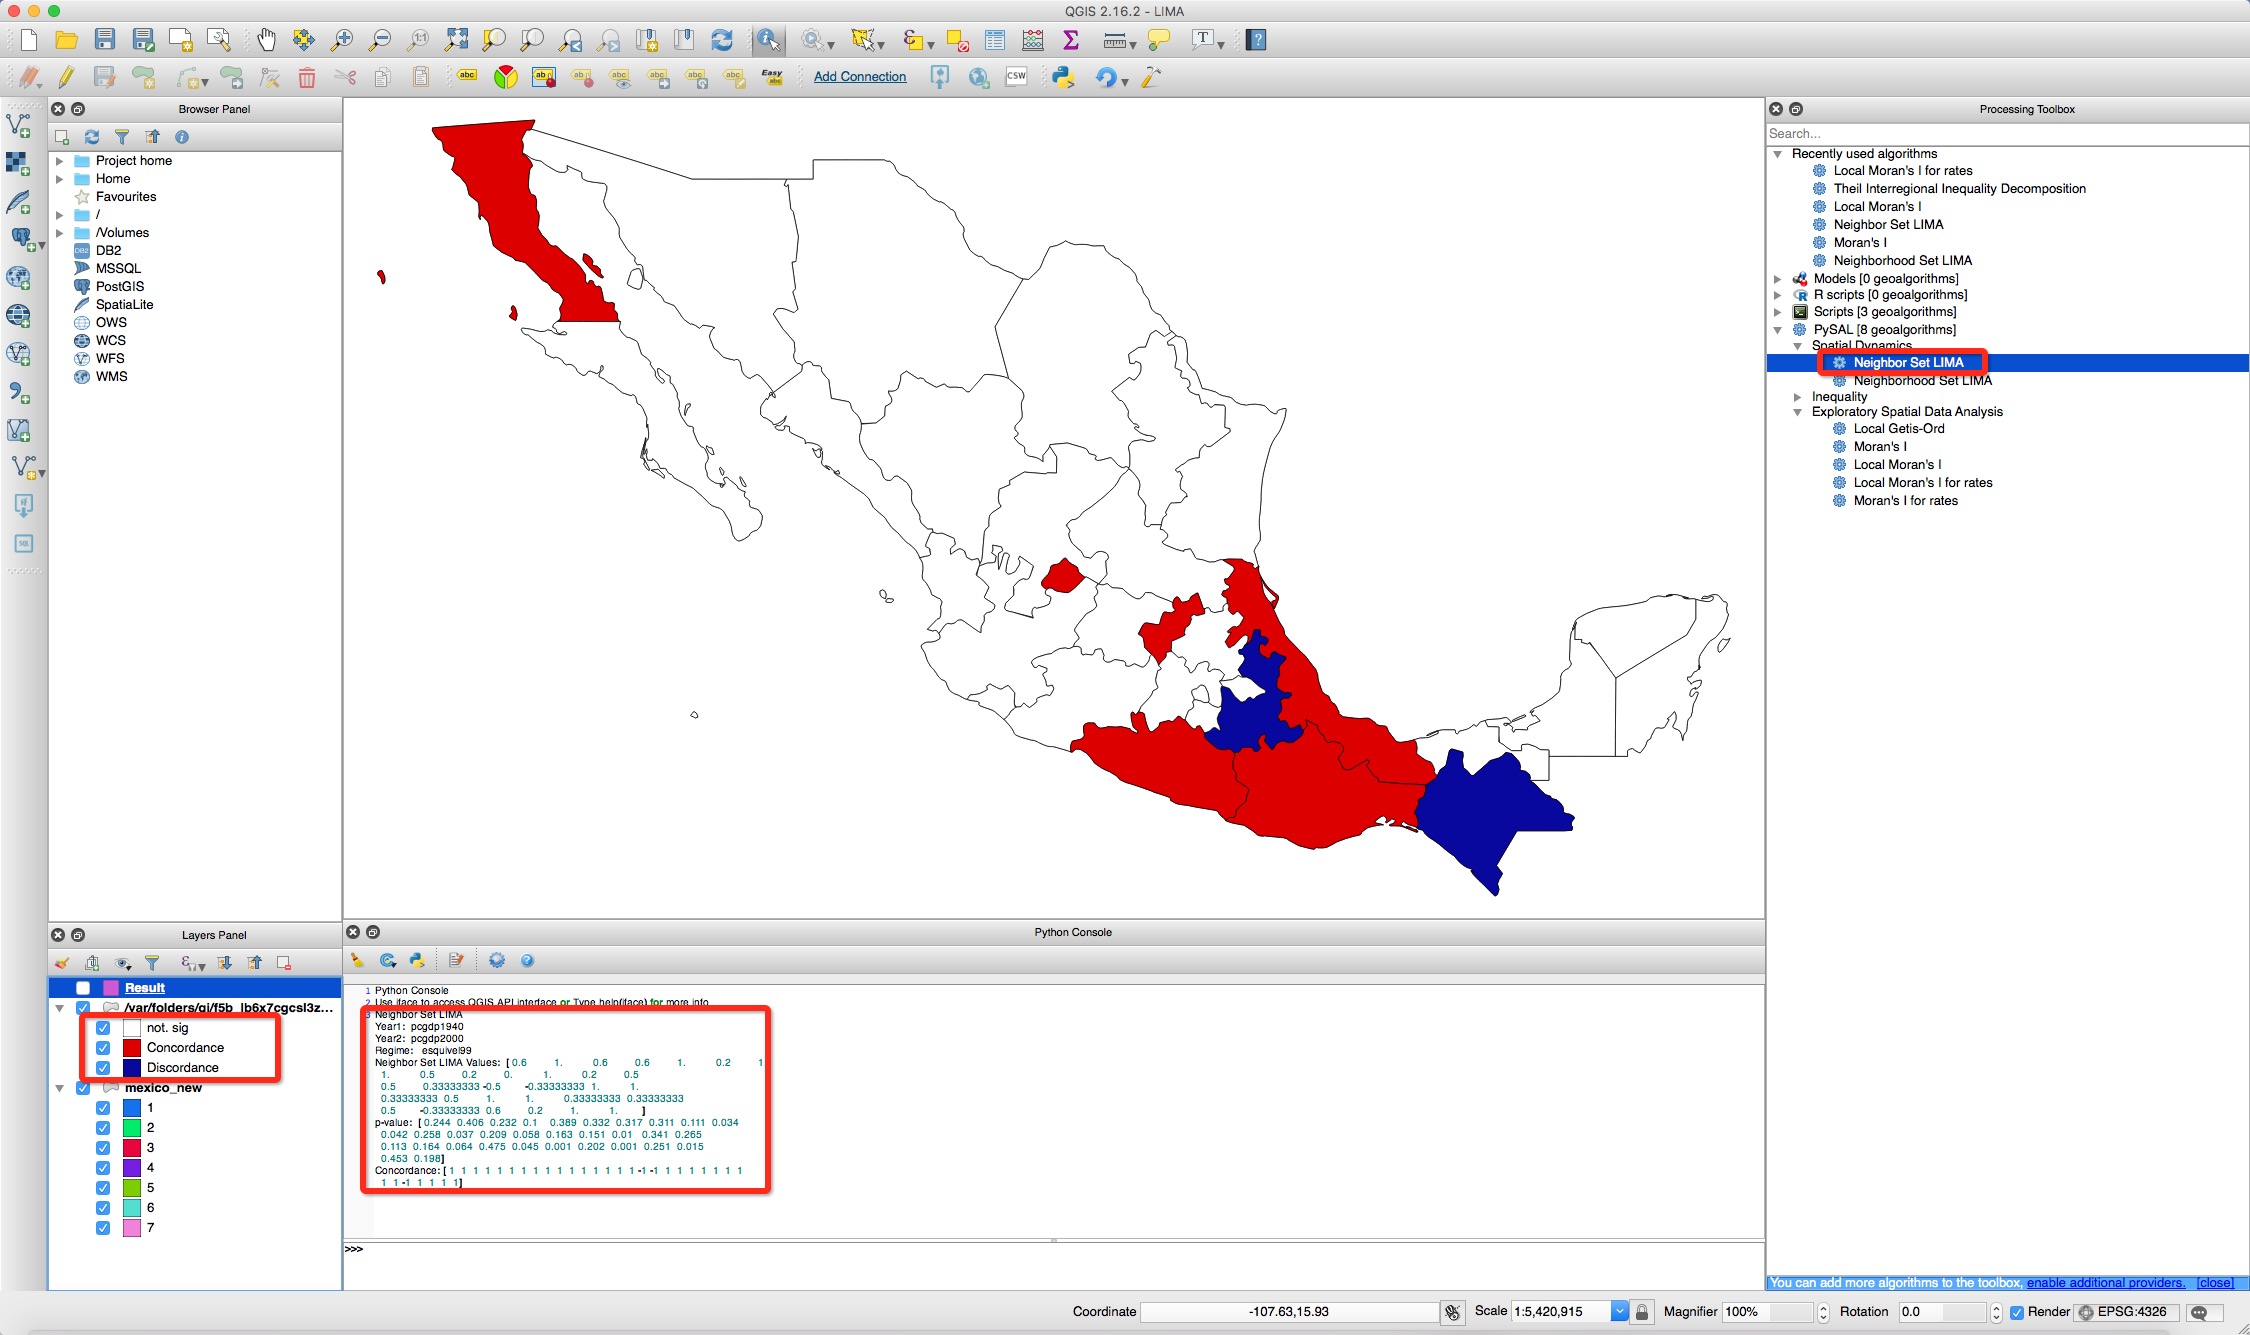 QGIS 2.16.2 - LIMA
Add Connection
Browser Panel
Project home
Home
Favourites
/
/Volumes
DB2
MSSQL
PostGIS
SpatiaLite
OWS
WCS
WFS
WMS
Processing Toolbox
Search...
Recently used algorithms
Local Moran's I for rates
Theil Interregional Inequality Decomposition
Local Moran's I
Neighbor Set LIMA
Moran's I
Neighborhood Set LIMA
Models [0 geoalgorithms]
R scripts [0 geoalgorithms]
Scripts [3 geoalgorithms]
PySAL [8 geoalgorithms]
Spatial Dynamics
Neighbor Set LIMA
Neighborhood Set LIMA
Inequality
Exploratory Spatial Data Analysis
Local Getis-Ord
Moran's I
Local Moran's I
Local Moran's I for rates
Moran's I for rates
Layers Panel
Result
/var/folders/qi/f5b_lb6x7cgcsl3z...
not. sig
Concordance
Discordance
mexico_new
1
2
3
4
5
6
7
Python Console
1 Python Console
2 Use iface to access QGIS API interface or Type help(iface) for more info
3 Neighbor Set LIMA
Year1: pcgdp1940
Year2: pcgdp2000
Regime: esquivel99
Neighbor Set LIMA Values: [ 0.6 1. 0.6 0.6 1. 0.2 1
1. 0.5 0.2 0. 1. 0.2 0.5
0.5 0.33333333 -0.5 -0.33333333 1. 1.
0.33333333 0.5 1. 1. 0.33333333 0.33333333
0.5 -0.33333333 0.6 0.2 1. 1. ]
p-value: [ 0.244 0.406 0.232 0.1 0.389 0.332 0.317 0.311 0.111 0.034
0.042 0.258 0.037 0.209 0.058 0.163 0.151 0.01 0.341 0.265
0.113 0.164 0.064 0.475 0.045 0.001 0.202 0.001 0.251 0.015
0.453 0.198]
Concordance: [ 1 1 1 1 1 1 1 1 1 1 1 1 1 1 1 1 -1 -1 1 1 1 1 1 1 1
1 1 -1 1 1 1 1]
>>>
You can add more algorithms to the toolbox, enable additional providers. [close]
Coordinate -107.63,15.93 Scale 1:5,420,915 Magnifier 100% Rotation 0.0 Render EPSG:4326